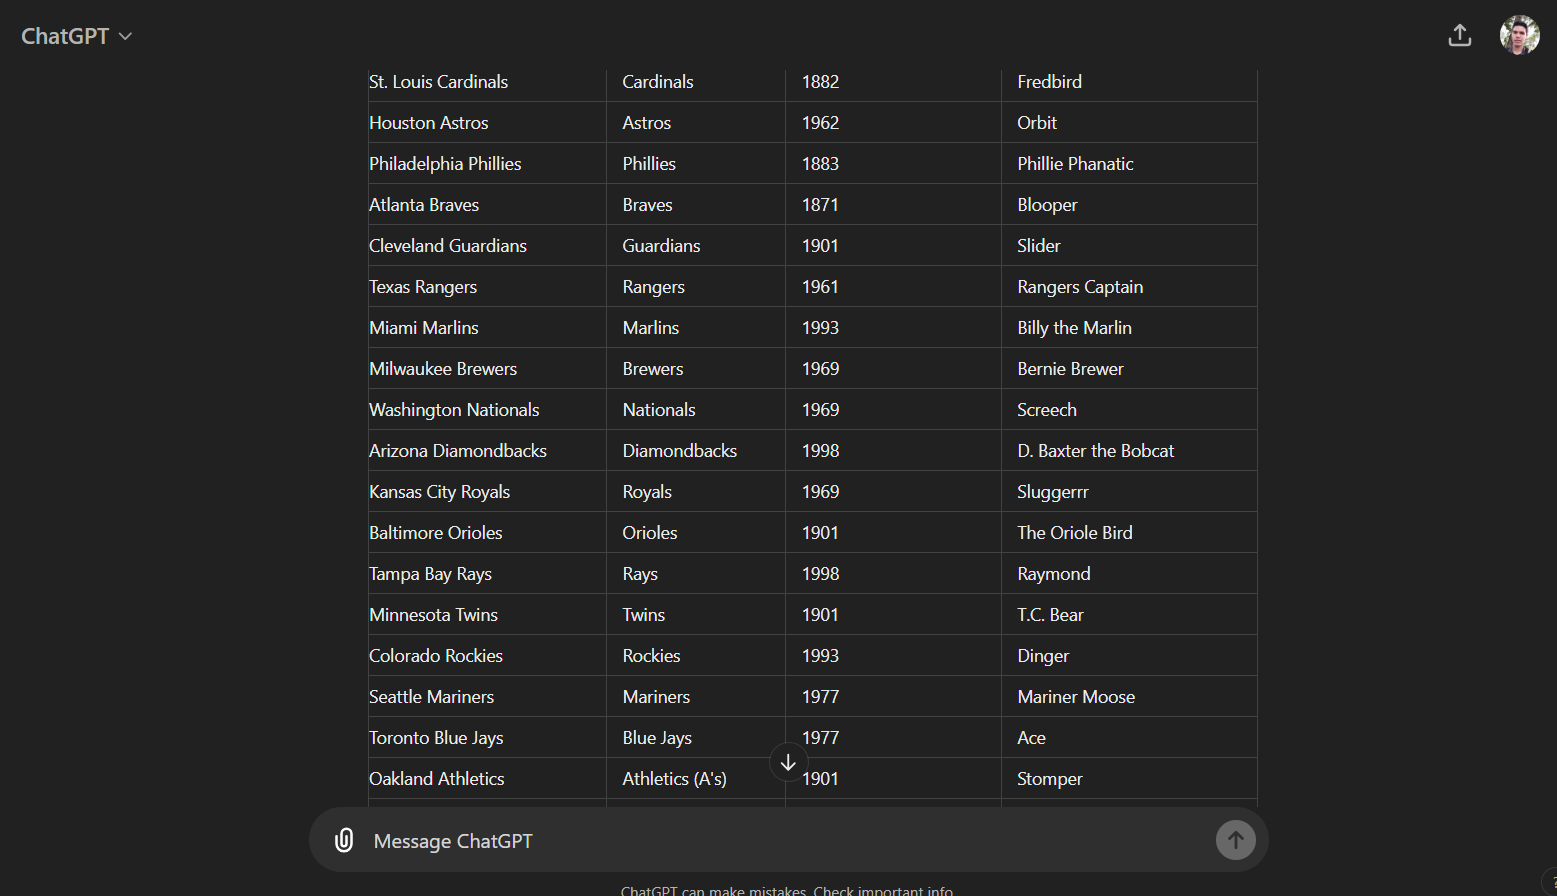 ChatGPT
St. Louis Cardinals Cardinals 1882 Fredbird
Houston Astros Astros 1962 Orbit
Philadelphia Phillies Phillies 1883 Phillie Phanatic
Atlanta Braves Braves 1871 Blooper
Cleveland Guardians Guardians 1901 Slider
Texas Rangers Rangers 1961 Rangers Captain
Miami Marlins Marlins 1993 Billy the Marlin
Milwaukee Brewers Brewers 1969 Bernie Brewer
Washington Nationals Nationals 1969 Screech
Arizona Diamondbacks Diamondbacks 1998 D. Baxter the Bobcat
Kansas City Royals Royals 1969 Sluggerrr
Baltimore Orioles Orioles 1901 The Oriole Bird
Tampa Bay Rays Rays 1998 Raymond
Minnesota Twins Twins 1901 T.C. Bear
Colorado Rockies Rockies 1993 Dinger
Seattle Mariners Mariners 1977 Mariner Moose
Toronto Blue Jays Blue Jays 1977 Ace
Oakland Athletics Athletics (A's) 1901 Stomper
Message ChatGPT
ChatGPT can make mistakes. Check important info.